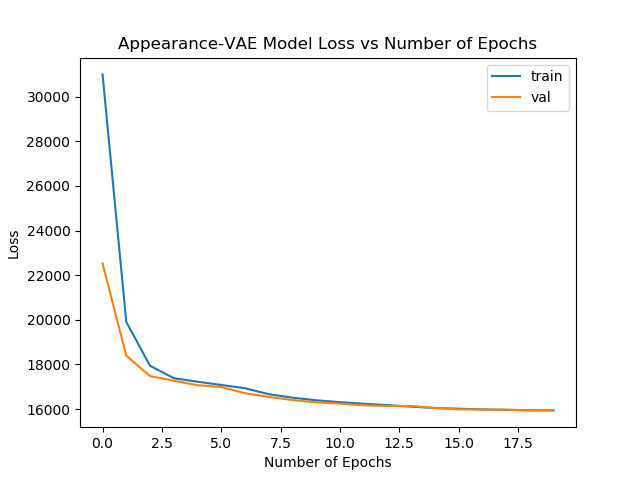 Appearance-VAE Model Loss vs Number of Epochs
train
val
30000
28000
26000
24000
22000
20000
18000
16000
Loss
0.0 2.5 5.0 7.5 10.0 12.5 15.0 17.5
Number of Epochs